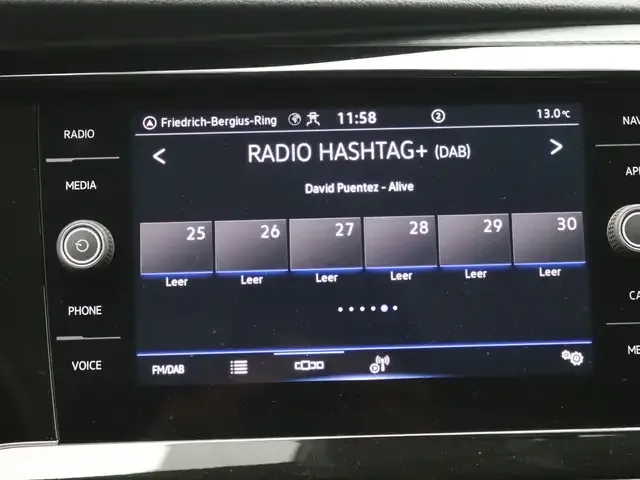 RADIO
MEDIA
PHONE
VOICE
Friedrich-Bergius-Ring 11:58 2 13.0°C
< RADIO HASHTAG+ (DAB) >
David Puentez - Alive
25 26 27 28 29 30
Leer Leer Leer Leer Leer Leer
FM/DAB
NAV